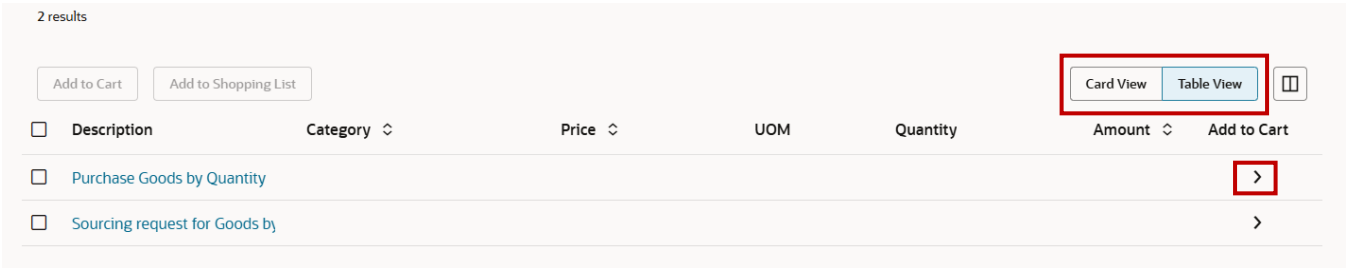 2 results
Add to Cart Add to Shopping List Card View Table View
Description Category Price UOM Quantity Amount Add to Cart
Purchase Goods by Quantity
Sourcing request for Goods by